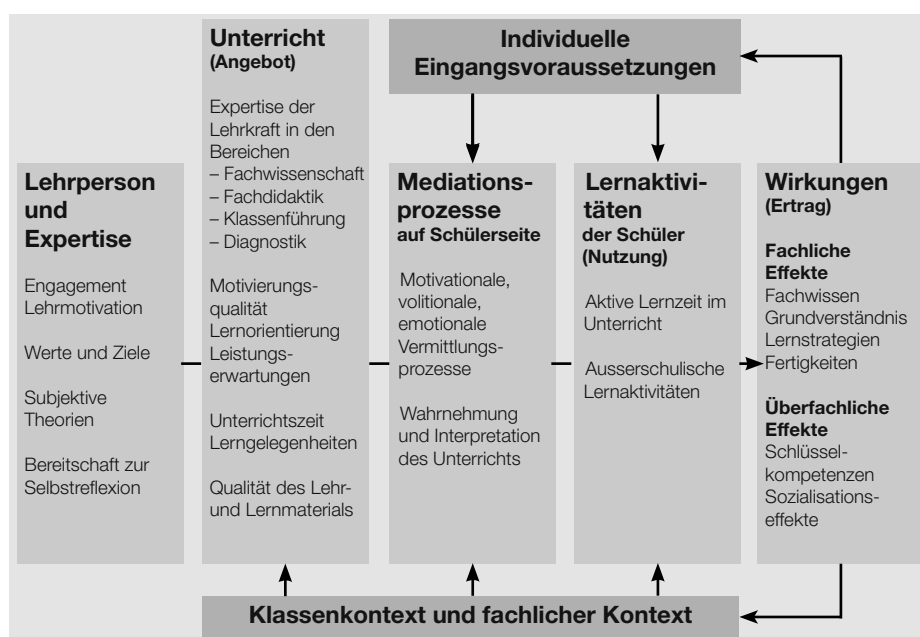 Individuelle
Eingangsvoraussetzungen
Lehrperson
und
Expertise
Engagement
Lehrmotivation
Werte und Ziele
Subjektive
Theorien
Bereitschaft zur
Selbstreflexion
Unterricht
(Angebot)
Expertise der
Lehrkraft in den
Bereichen
– Fachwissenschaft
– Fachdidaktik
– Klassenführung
– Diagnostik
Motivierungs-
qualität
Lernorientierung
Leistungs-
erwartungen
Unterrichtszeit
Lerngelegenheiten
Qualität des Lehr-
und Lernmaterials
Mediations-
prozesse
auf Schülerseite
Motivationale,
volitionale,
emotionale
Vermittlungs-
prozesse
Wahrnehmung
und Interpretation
des Unterrichts
Lernaktivi-
täten
der Schüler
(Nutzung)
Aktive Lernzeit im
Unterricht
Ausserschulische
Lernaktivitäten
Wirkungen
(Ertrag)
Fachliche
Effekte
Fachwissen
Grundverständnis
Lernstrategien
Fertigkeiten
Überfachliche
Effekte
Schlüssel-
kompetenzen
Sozialisations-
effekte
Klassenkontext und fachlicher Kontext